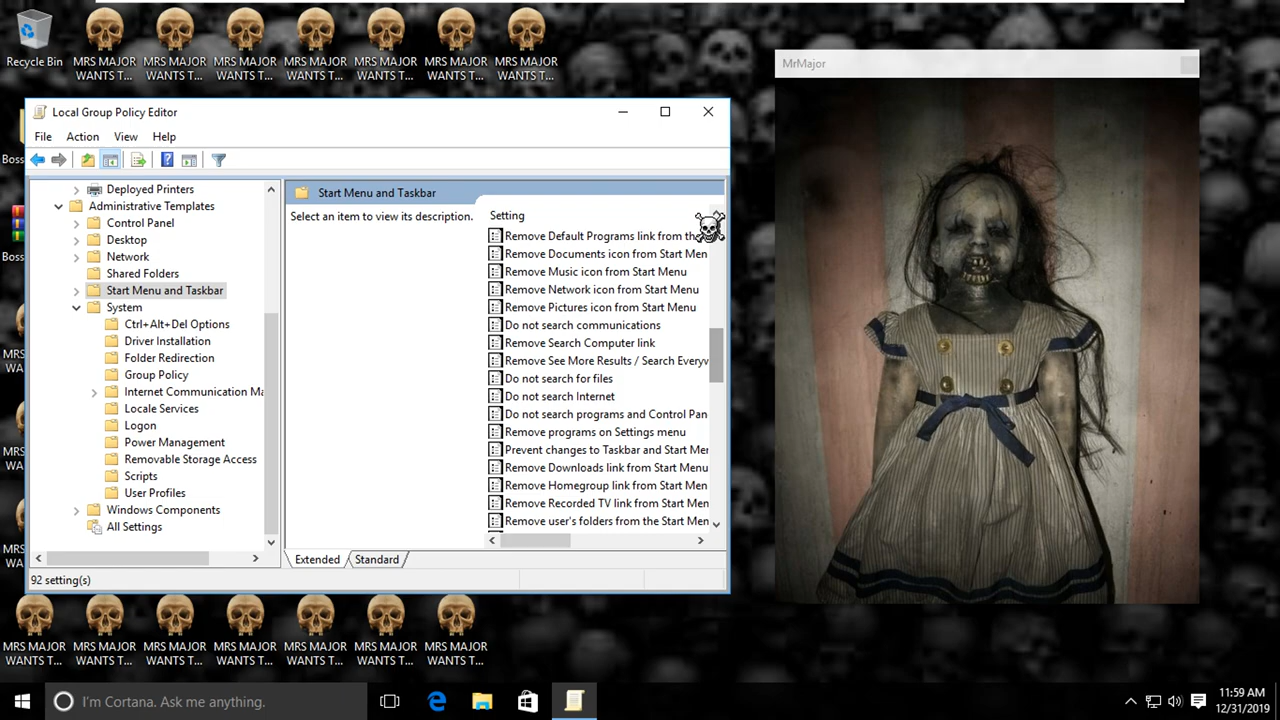 Recycle Bin
MRS MAJOR WANTS T...
MRS MAJOR WANTS T...
MRS MAJOR WANTS T...
MRS MAJOR WANTS T...
MRS MAJOR WANTS T...
MRS MAJOR WANTS T...
MRS MAJOR WANTS T...
MrMajor
Local Group Policy Editor
File Action View Help
Deployed Printers
Administrative Templates
Control Panel
Desktop
Network
Shared Folders
Start Menu and Taskbar
System
Ctrl+Alt+Del Options
Driver Installation
Folder Redirection
Group Policy
Internet Communication Ma
Locale Services
Logon
Power Management
Removable Storage Access
Scripts
User Profiles
Windows Components
All Settings
Start Menu and Taskbar
Select an item to view its description.
Setting
Remove Default Programs link from th
Remove Documents icon from Start Men
Remove Music icon from Start Menu
Remove Network icon from Start Menu
Remove Pictures icon from Start Menu
Do not search communications
Remove Search Computer link
Remove See More Results / Search Everyw
Do not search for files
Do not search Internet
Do not search programs and Control Pan
Remove programs on Settings menu
Prevent changes to Taskbar and Start Me
Remove Downloads link from Start Menu
Remove Homegroup link from Start Men
Remove Recorded TV link from Start Men
Remove user's folders from the Start Men
Extended Standard
92 setting(s)
Boss
Boss
MRS
MRS
MRS
MRS MAJOR WANTS T...
MRS MAJOR WANTS T...
MRS MAJOR WANTS T...
MRS MAJOR WANTS T...
MRS MAJOR WANTS T...
MRS MAJOR WANTS T...
MRS MAJOR WANTS T...
I'm Cortana. Ask me anything.
11:59 AM
12/31/2019